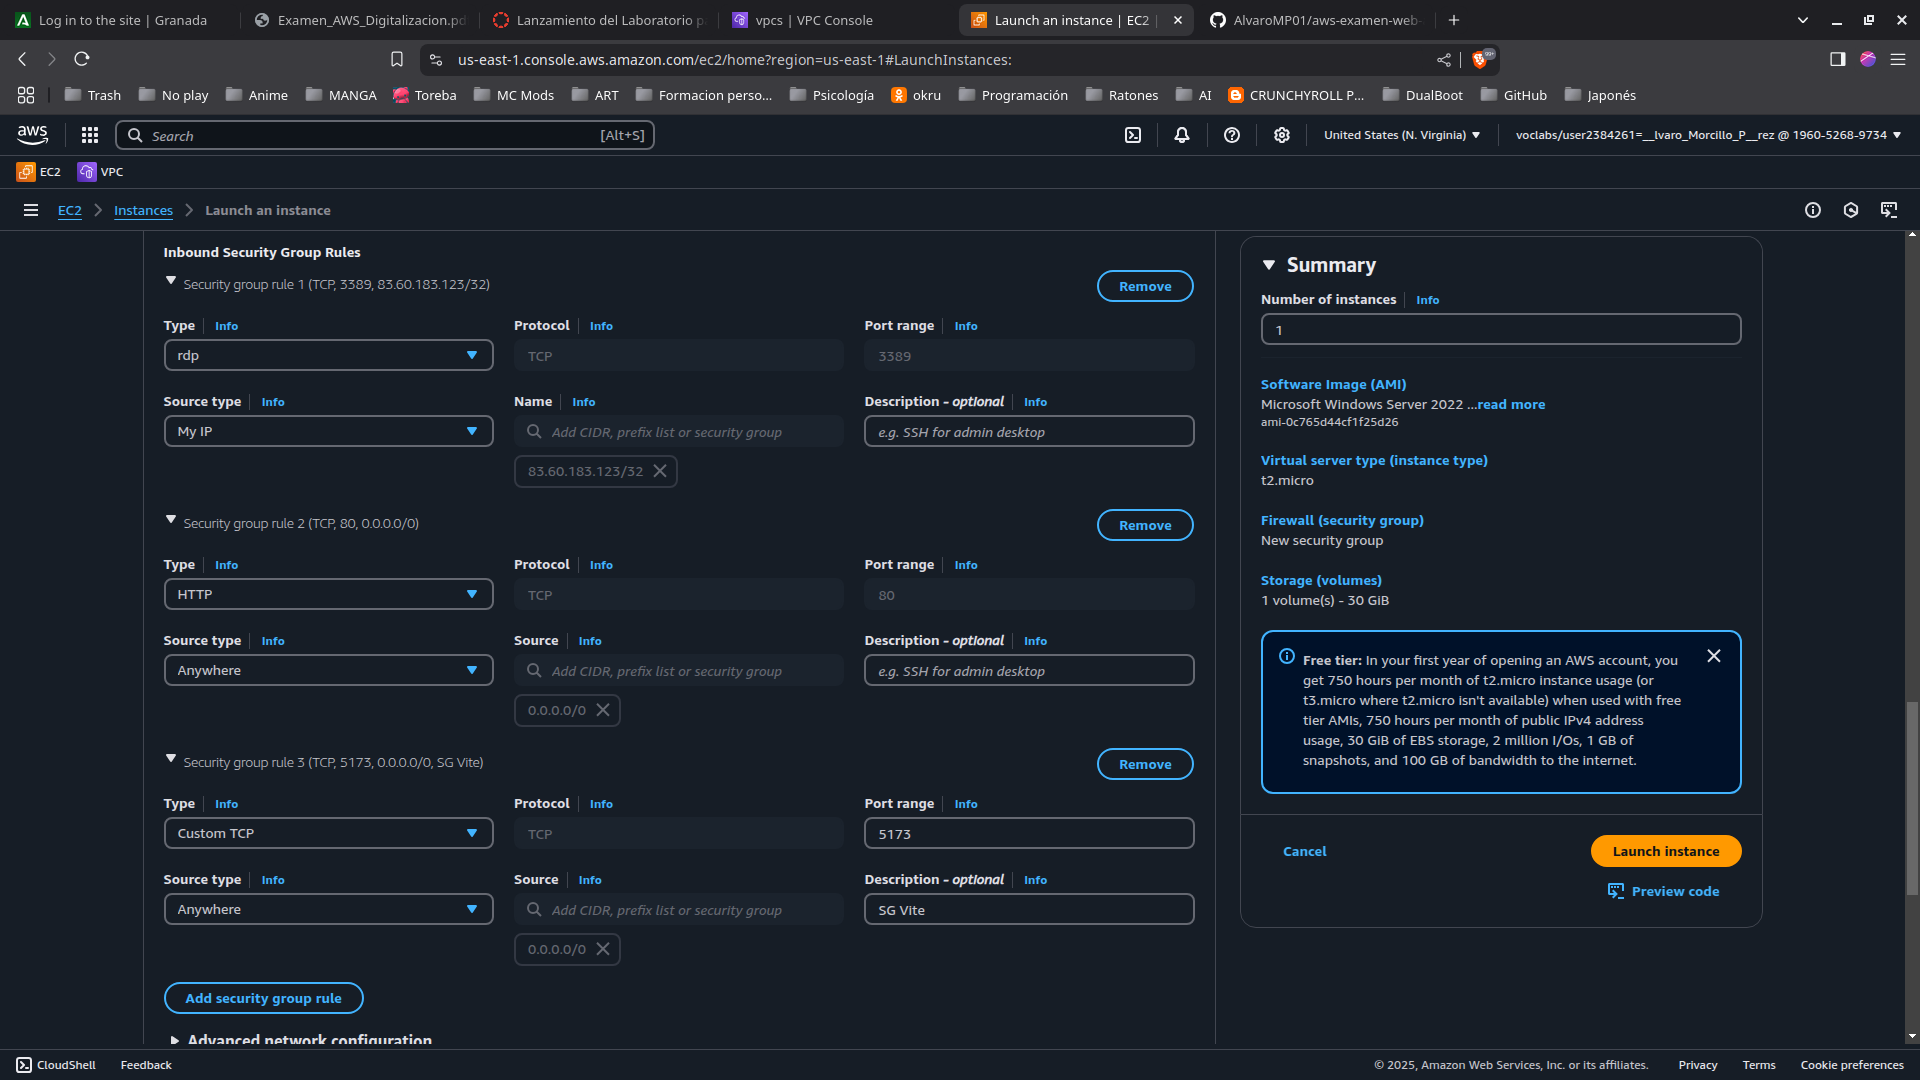 Log in to the site | Granada
Examen_AWS_Digitalizacion.pd
Lanzamiento del Laboratorio p
vpcs | VPC Console
Launch an instance | EC2 |
AlvaroMP01/aws-examen-web-
us-east-1.console.aws.amazon.com/ec2/home?region=us-east-1#LaunchInstances:
99+
Trash
No play
Anime
MANGA
Toreba
MC Mods
ART
Formacion perso...
Psicología
okru
Programación
Ratones
AI
CRUNCHYROLL P...
DualBoot
GitHub
Japonés
aws
Search
[Alt+S]
United States (N. Virginia)
voclabs/user2384261=__lvaro_Morcillo_P__rez @ 1960-5268-9734
EC2
VPC
EC2
Instances
Launch an instance
Inbound Security Group Rules
Security group rule 1 (TCP, 3389, 83.60.183.123/32)
Remove
Type | Info
Protocol | Info
Port range | Info
rdp
TCP
3389
Source type | Info
Name | Info
Description – optional | Info
My IP
Add CIDR, prefix list or security group
e.g. SSH for admin desktop
83.60.183.123/32
Security group rule 2 (TCP, 80, 0.0.0.0/0)
Remove
Type | Info
Protocol | Info
Port range | Info
HTTP
TCP
80
Source type | Info
Source | Info
Description – optional | Info
Anywhere
Add CIDR, prefix list or security group
e.g. SSH for admin desktop
0.0.0.0/0
Security group rule 3 (TCP, 5173, 0.0.0.0/0, SG Vite)
Remove
Type | Info
Protocol | Info
Port range | Info
Custom TCP
TCP
5173
Source type | Info
Source | Info
Description – optional | Info
Anywhere
Add CIDR, prefix list or security group
SG Vite
0.0.0.0/0
Add security group rule
Advanced network configuration
Summary
Number of instances | Info
1
Software Image (AMI)
Microsoft Windows Server 2022 ...read more
ami-0c765d44cf1f25d26
Virtual server type (instance type)
t2.micro
Firewall (security group)
New security group
Storage (volumes)
1 volume(s) - 30 GiB
Free tier: In your first year of opening an AWS account, you
get 750 hours per month of t2.micro instance usage (or
t3.micro where t2.micro isn't available) when used with free
tier AMIs, 750 hours per month of public IPv4 address
usage, 30 GiB of EBS storage, 2 million I/Os, 1 GB of
snapshots, and 100 GB of bandwidth to the internet.
Cancel
Launch instance
Preview code
CloudShell
Feedback
© 2025, Amazon Web Services, Inc. or its affiliates.
Privacy
Terms
Cookie preferences